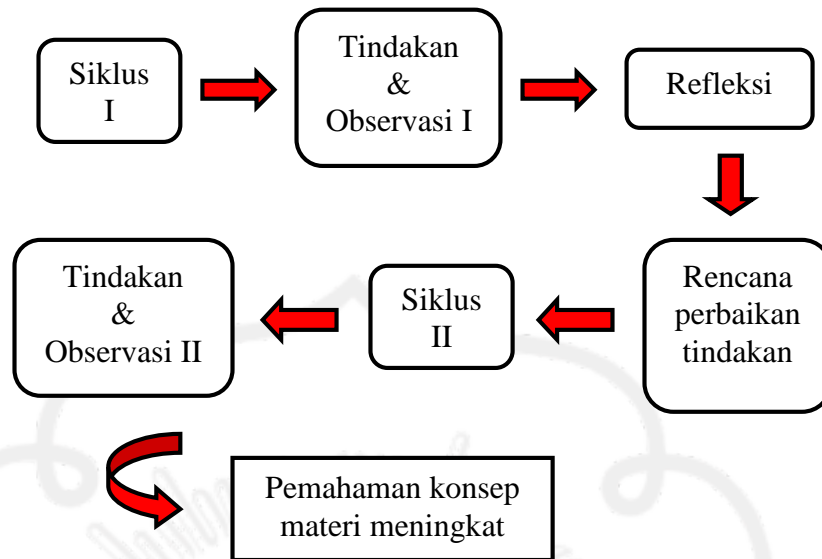 Siklus
I
Tindakan
&
Observasi I
Refleksi
Rencana
perbaikan
tindakan
Siklus
II
Tindakan
&
Observasi II
Pemahaman konsep
materi meningkat